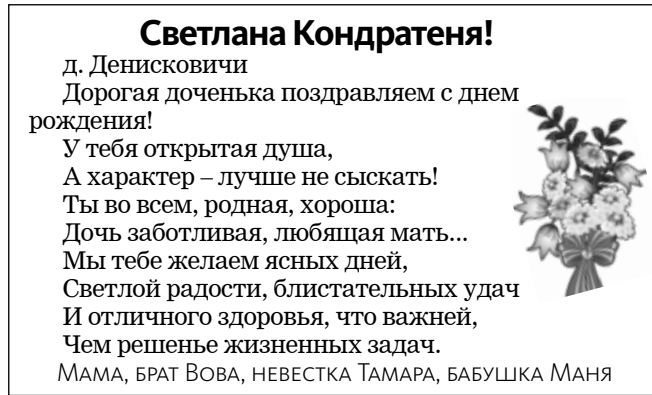 Светлана Кондратеня!
д. Денисковичи
Дорогая доченька поздравляем с днем
рождения!
У тебя открытая душа,
А характер – лучше не сыскать!
Ты во всем, родная, хороша:
Дочь заботливая, любящая мать...
Мы тебе желаем ясных дней,
Светлой радости, блистательных удач
И отличного здоровья, что важней,
Чем решенье жизненных задач.
Мама, брат Вова, невестка Тамара, бабушка Маня